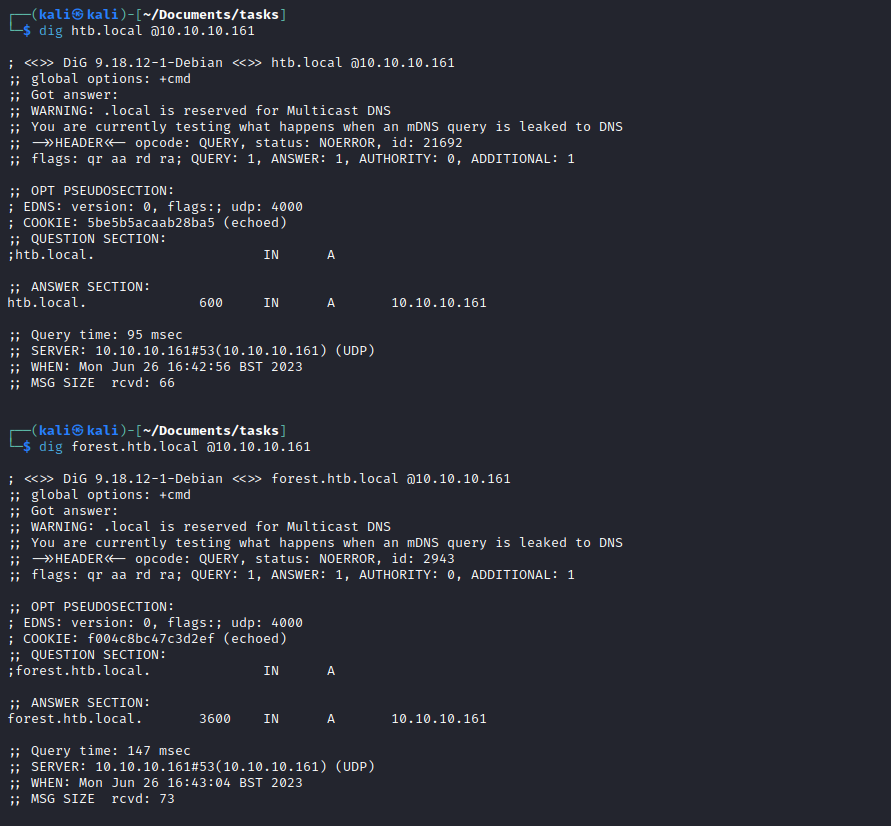 ┌──(kali㉿kali)-[~/Documents/tasks]
└─$ dig htb.local @10.10.10.161
; <<>> DiG 9.18.12-1-Debian <<>> htb.local @10.10.10.161
;; global options: +cmd
;; Got answer:
;; WARNING: .local is reserved for Multicast DNS
;; You are currently testing what happens when an mDNS query is leaked to DNS
;; ->>HEADER<<- opcode: QUERY, status: NOERROR, id: 21692
;; flags: qr aa rd ra; QUERY: 1, ANSWER: 1, AUTHORITY: 0, ADDITIONAL: 1
;; OPT PSEUDOSECTION:
; EDNS: version: 0, flags:; udp: 4000
; COOKIE: 5be5b5acaab28ba5 (echoed)
;; QUESTION SECTION:
;htb.local. IN A
;; ANSWER SECTION:
htb.local. 600 IN A 10.10.10.161
;; Query time: 95 msec
;; SERVER: 10.10.10.161#53(10.10.10.161) (UDP)
;; WHEN: Mon Jun 26 16:42:56 BST 2023
;; MSG SIZE  rcvd: 66
┌──(kali㉿kali)-[~/Documents/tasks]
└─$ dig forest.htb.local @10.10.10.161
; <<>> DiG 9.18.12-1-Debian <<>> forest.htb.local @10.10.10.161
;; global options: +cmd
;; Got answer:
;; WARNING: .local is reserved for Multicast DNS
;; You are currently testing what happens when an mDNS query is leaked to DNS
;; ->>HEADER<<- opcode: QUERY, status: NOERROR, id: 2943
;; flags: qr aa rd ra; QUERY: 1, ANSWER: 1, AUTHORITY: 0, ADDITIONAL: 1
;; OPT PSEUDOSECTION:
; EDNS: version: 0, flags:; udp: 4000
; COOKIE: f004c8bc47c3d2ef (echoed)
;; QUESTION SECTION:
;forest.htb.local. IN A
;; ANSWER SECTION:
forest.htb.local. 3600 IN A 10.10.10.161
;; Query time: 147 msec
;; SERVER: 10.10.10.161#53(10.10.10.161) (UDP)
;; WHEN: Mon Jun 26 16:43:04 BST 2023
;; MSG SIZE  rcvd: 73